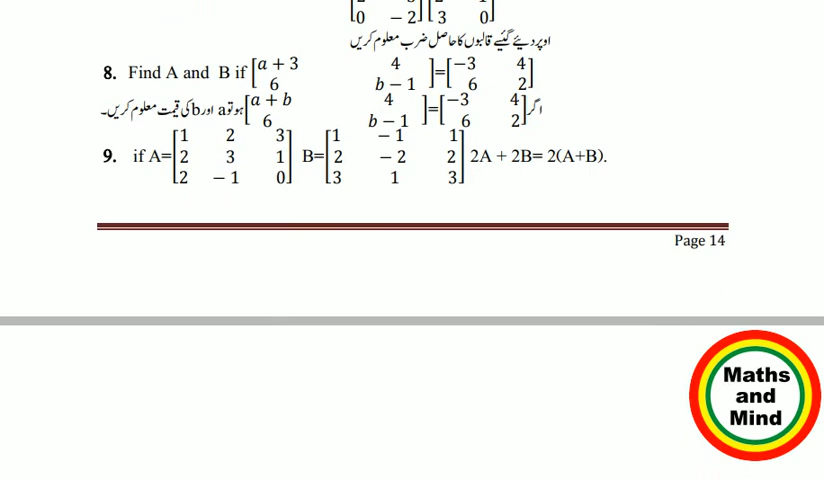 [0 − 2] [3 0]
اوپر دیئے گیئے قالبوں کا حاصل ضرب معلوم کریں
8. Find A and B if [a + 3 4; 6 b − 1]=[−3 4; 6 2]
اگر [a + b 4; 6 b − 1]=[−3 4; 6 2] ہو تو a اور b کی قیمت معلوم کریں۔
9. if A=[1 2 3; 2 3 1; 2 − 1 0] B=[1 − 1 1; 2 − 2 2; 3 1 3] 2A + 2B= 2(A+B).
Page 14
Maths
and
Mind